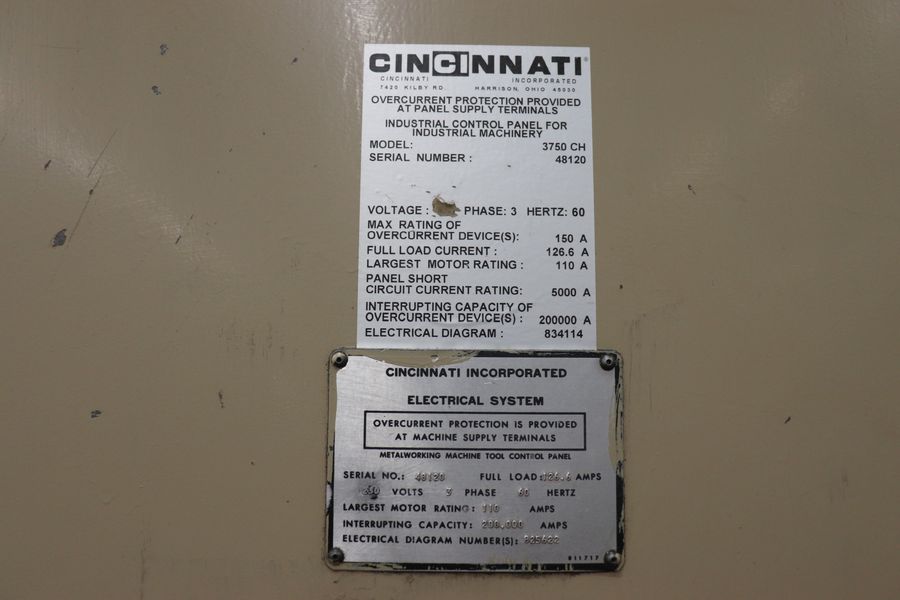 CINCINNATI
CINCINNATI INCORPORATED
7420 KILBY RD. HARRISON, OHIO 45030
OVERCURRENT PROTECTION PROVIDED
AT PANEL SUPPLY TERMINALS
INDUSTRIAL CONTROL PANEL FOR
INDUSTRIAL MACHINERY
MODEL: 3750 CH
SERIAL NUMBER : 48120
VOLTAGE : PHASE: 3 HERTZ: 60
MAX RATING OF
OVERCURRENT DEVICE(S): 150 A
FULL LOAD CURRENT : 126.6 A
LARGEST MOTOR RATING : 110 A
PANEL SHORT
CIRCUIT CURRENT RATING: 5000 A
INTERRUPTING CAPACITY OF
OVERCURRENT DEVICE(S) : 200000 A
ELECTRICAL DIAGRAM : 834114
CINCINNATI INCORPORATED
ELECTRICAL SYSTEM
OVERCURRENT PROTECTION IS PROVIDED
AT MACHINE SUPPLY TERMINALS
METALWORKING MACHINE TOOL CONTROL PANEL
SERIAL NO.: 48120 FULL LOAD: 126.6 AMPS
VOLTS 3 PHASE 60 HERTZ
LARGEST MOTOR RATING: 110 AMPS
INTERRUPTING CAPACITY: 200,000 AMPS
ELECTRICAL DIAGRAM NUMBER(S):
811717